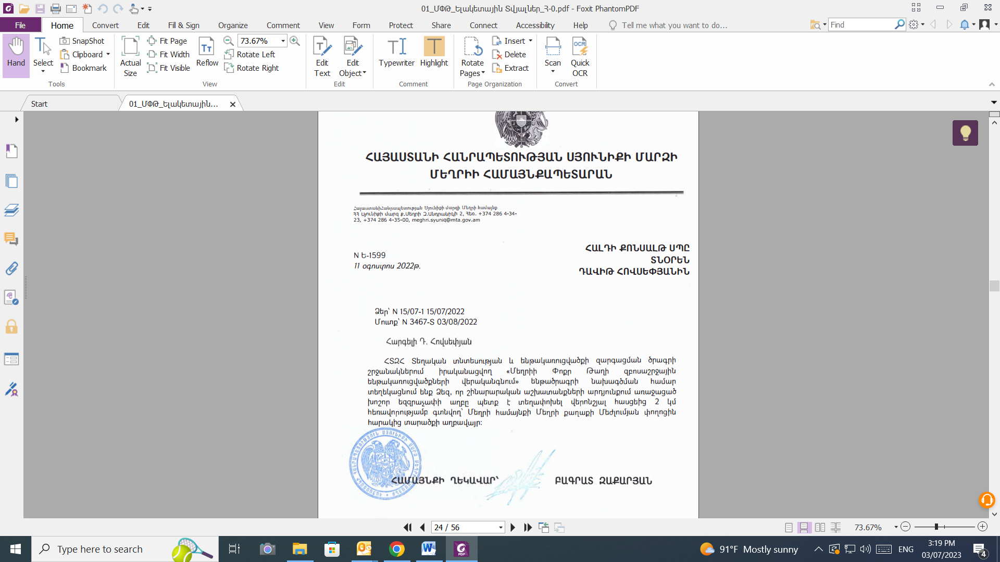 01_ՄՓԹ_Ելակետային Տվյալներ_Հ-0.pdf - Foxit PhantomPDF
File Home Convert Edit Fill & Sign Organize Comment View Form Protect Share Connect Accessibility Help Tell me what you want to do... Find
Hand
Select
SnapShot
Clipboard
Bookmark
Tools
Actual Size
Fit Page
Fit Width
Fit Visible
Reflow
73.67%
Rotate Left
Rotate Right
View
Edit Text
Edit Object
Edit
Typewriter
Highlight
Comment
Rotate Pages
Insert
Delete
Extract
Page Organization
Scan
Quick OCR
Convert
Start
01_ՄՓԹ_Ելակետային...
ՀԱՅԱՍՏԱՆԻ ՀԱՆՐԱՊԵՏՈՒԹՅԱՆ ՍՅՈՒՆԻՔԻ ՄԱՐԶԻ
ՄԵՂՐԻԻ ՀԱՄԱՅՆՔԱՊԵՏԱՐԱՆ
ՀայաստանիՀանրապետության Սյունիքի մարզի Մեղրի համայնք
ՀՀ Սյունիքի մարզ ք.Մեղրի Զ.Անդրանիկի 2, Հեռ. +374 286 4-34-
23, +374 286 4-35-00, meghri.syuniq@mta.gov.am
N Ե-1599
11 օգոստոս 2022թ.
ՀԱԼԴԻ ՔՈՆՍԱԼԹ ՍՊԸ
ՏՆՕՐԵՆ
ԴԱՎԻԹ ՀՈՎՍԵՓՅԱՆԻՆ
Ձեր՝ N 15/07-1 15/07/2022
Մուտք՝ N 3467-Տ 03/08/2022
Հարգելի Դ. Հովսեփյան
ՀՏԶՀ Տեղական տնտեսության և ենթակառուցվածքի զարգացման ծրագրի
շրջանակներում իրականացվող «Մեղրիի Փոքր Թաղի զբոսաշրջային
ենթակառուցվածքների վերականգնում» ենթածրագրի նախագծման համար
տեղեկացնում ենք Ձեզ, որ շինարարական աշխատանքների արդյունքում առաջացած
խոշոր եզզրաչափի աղբը պետք է տեղափոխել վերոնշյալ հասցեից 2 կմ
հեռավորությամբ գտնվող՝ Մեղրի համայնքի Մեղրի քաղաքի Մեժլումյան փողոցին
հարակից տարածքի աղբավայր:
ՀԱՄԱՅՆՔԻ ՂԵԿԱՎԱՐ՝ ԲԱԳՐԱՏ ԶԱՔԱՐՅԱՆ
24 / 56
73.67%
Type here to search
91°F Mostly sunny
ENG
3:19 PM
03/07/2023
4